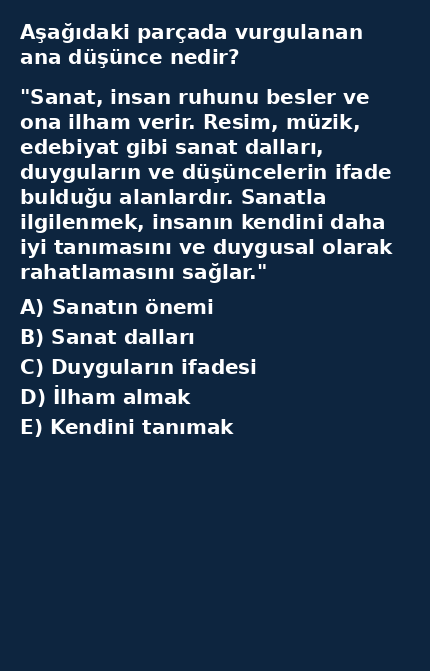 Aşağıdaki parçada vurgulanan
ana düşünce nedir?
"Sanat, insan ruhunu besler ve
ona ilham verir. Resim, müzik,
edebiyat gibi sanat dalları,
duyguların ve düşüncelerin ifade
bulduğu alanlardır. Sanatla
ilgilenmek, insanın kendini daha
iyi tanımasını ve duygusal olarak
rahatlamasını sağlar."
A) Sanatın önemi
B) Sanat dalları
C) Duyguların ifadesi
D) İlham almak
E) Kendini tanımak